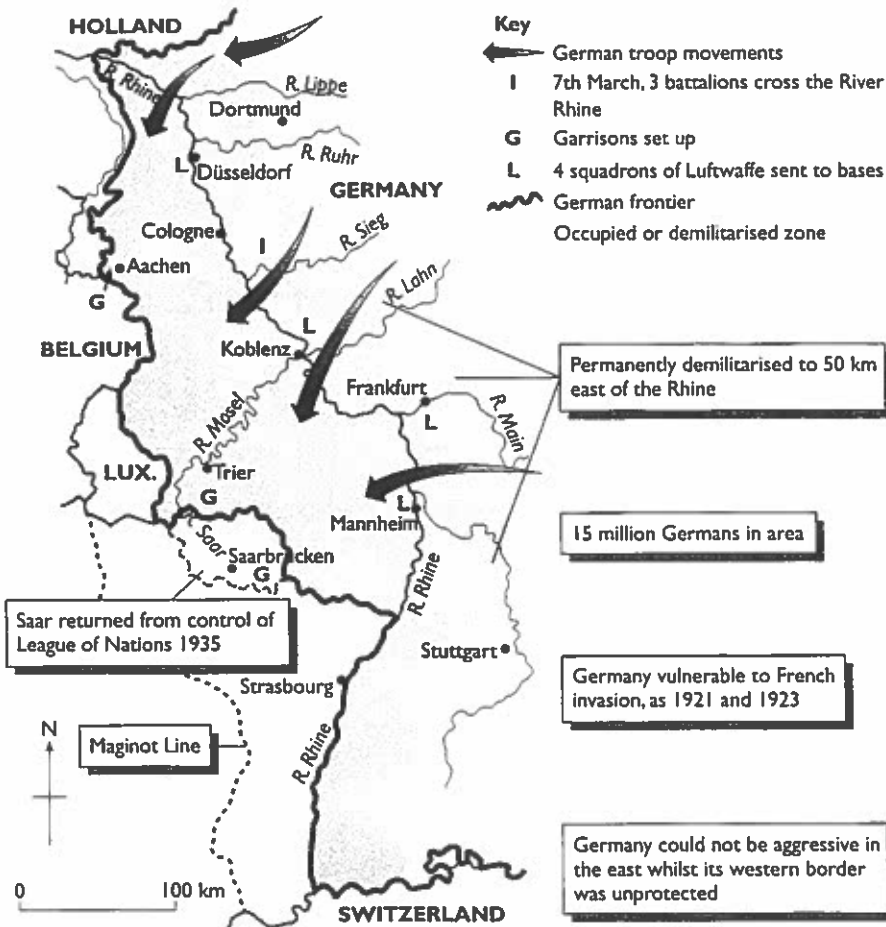 HOLLAND
R. Rhine
R. Lippe
Dortmund
R. Ruhr
L
Düsseldorf
GERMANY
Cologne
I
R. Sieg
Aachen
G
R. Lahn
BELGIUM
L
Koblenz
Frankfurt
L
R. Mosel
R. Main
LUX.
Trier
G
L
Mannheim
Saar
Saarbrücken
G
R. Rhine
Saar returned from control of
League of Nations 1935
Stuttgart
Strasbourg
N
Maginot Line
R. Rhine
0 100 km
SWITZERLAND
Key
German troop movements
I 7th March, 3 battalions cross the River
Rhine
G Garrisons set up
L 4 squadrons of Luftwaffe sent to bases
German frontier
Occupied or demilitarised zone
Permanently demilitarised to 50 km
east of the Rhine
15 million Germans in area
Germany vulnerable to French
invasion, as 1921 and 1923
Germany could not be aggressive in
the east whilst its western border
was unprotected